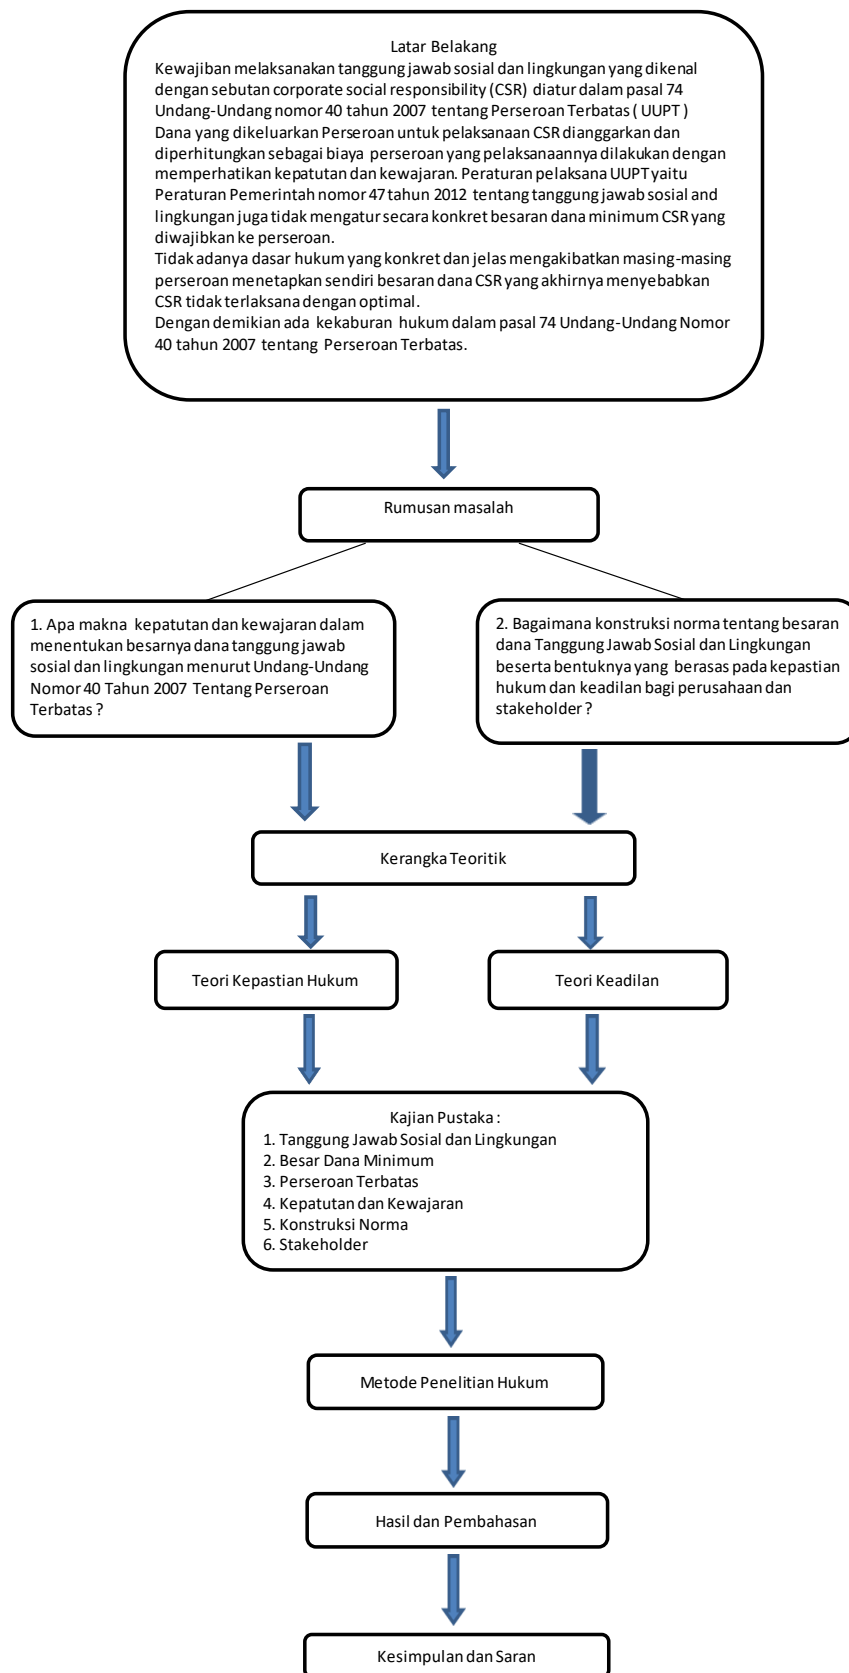 Latar Belakang
Kewajiban melaksanakan tanggung jawab sosial dan lingkungan yang dikenal
dengan sebutan corporate social responsibility (CSR) diatur dalam pasal 74
Undang-Undang nomor 40 tahun 2007 tentang Perseroan Terbatas ( UUPT )
Dana yang dikeluarkan Perseroan untuk pelaksanaan CSR dianggarkan dan
diperhitungkan sebagai biaya perseroan yang pelaksanaannya dilakukan dengan
memperhatikan kepatutan dan kewajaran. Peraturan pelaksana UUPT yaitu
Peraturan Pemerintah nomor 47 tahun 2012 tentang tanggung jawab sosial and
lingkungan juga tidak mengatur secara konkret besaran dana minimum CSR yang
diwajibkan ke perseroan.
Tidak adanya dasar hukum yang konkret dan jelas mengakibatkan masing-masing
perseroan menetapkan sendiri besaran dana CSR yang akhirnya menyebabkan
CSR tidak terlaksana dengan optimal.
Dengan demikian ada kekaburan hukum dalam pasal 74 Undang-Undang Nomor
40 tahun 2007 tentang Perseroan Terbatas.
Rumusan masalah
1. Apa makna kepatutan dan kewajaran dalam
menentukan besarnya dana tanggung jawab
sosial dan lingkungan menurut Undang-Undang
Nomor 40 Tahun 2007 Tentang Perseroan
Terbatas ?
2. Bagaimana konstruksi norma tentang besaran
dana Tanggung Jawab Sosial dan Lingkungan
beserta bentuknya yang berasas pada kepastian
hukum dan keadilan bagi perusahaan dan
stakeholder ?
Kerangka Teoritik
Teori Kepastian Hukum
Teori Keadilan
Kajian Pustaka :
1. Tanggung Jawab Sosial dan Lingkungan
2. Besar Dana Minimum
3. Perseroan Terbatas
4. Kepatutan dan Kewajaran
5. Konstruksi Norma
6. Stakeholder
Metode Penelitian Hukum
Hasil dan Pembahasan
Kesimpulan dan Saran